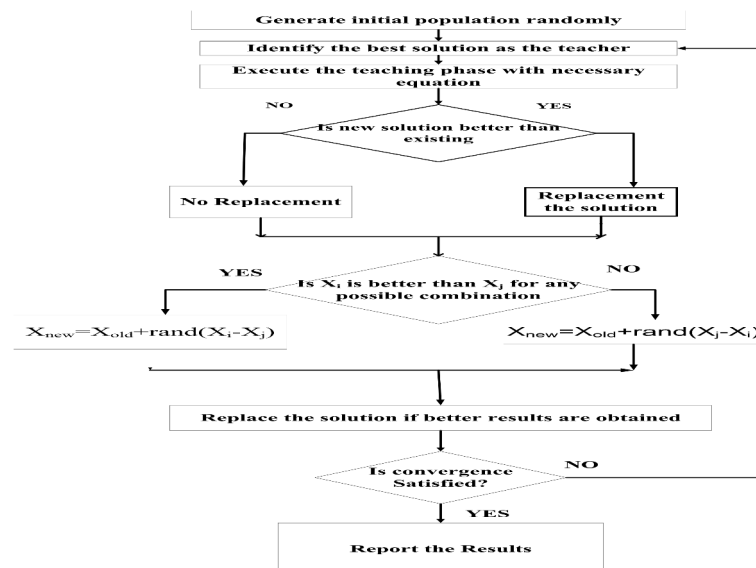 Generate initial population randomly
Identify the best solution as the teacher
Execute the teaching phase with necessary
equation
NO
YES
Is new solution better than
existing
No Replacement
Replacement
the solution
YES
NO
Is Xi is better than Xj for any
possible combination
Xnew=Xold+rand(Xi-Xj)
Xnew=Xold+rand(Xj-Xi)
Replace the solution if better results are obtained
Is convergence
Satisfied?
NO
YES
Report the Results